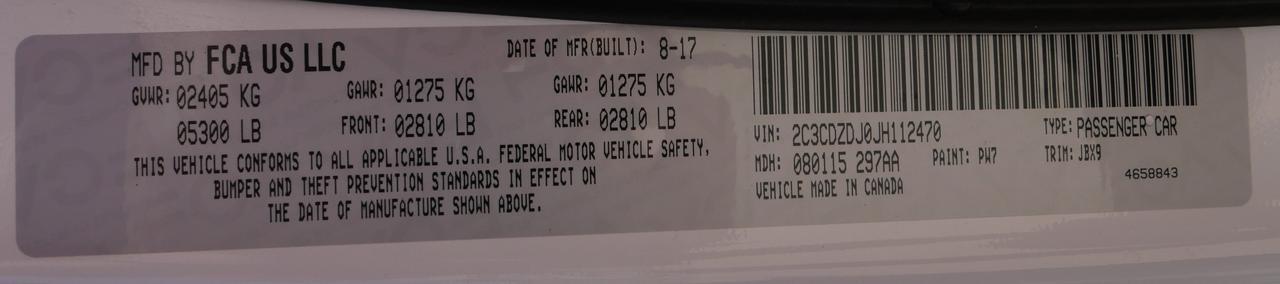 MFD BY FCA US LLC DATE OF MFR(BUILT): 8-17
GVWR: 02405 KG GAWR: 01275 KG GAWR: 01275 KG
05300 LB FRONT: 02810 LB REAR: 02810 LB
THIS VEHICLE CONFORMS TO ALL APPLICABLE U.S.A. FEDERAL MOTOR VEHICLE SAFETY,
BUMPER AND THEFT PREVENTION STANDARDS IN EFFECT ON
THE DATE OF MANUFACTURE SHOWN ABOVE.
VIN: 2C3CDZDJ0JH112470 TYPE: PASSENGER CAR
MDH: 080115 297AA PAINT: PW7 TRIM: JBX9
VEHICLE MADE IN CANADA 4658843